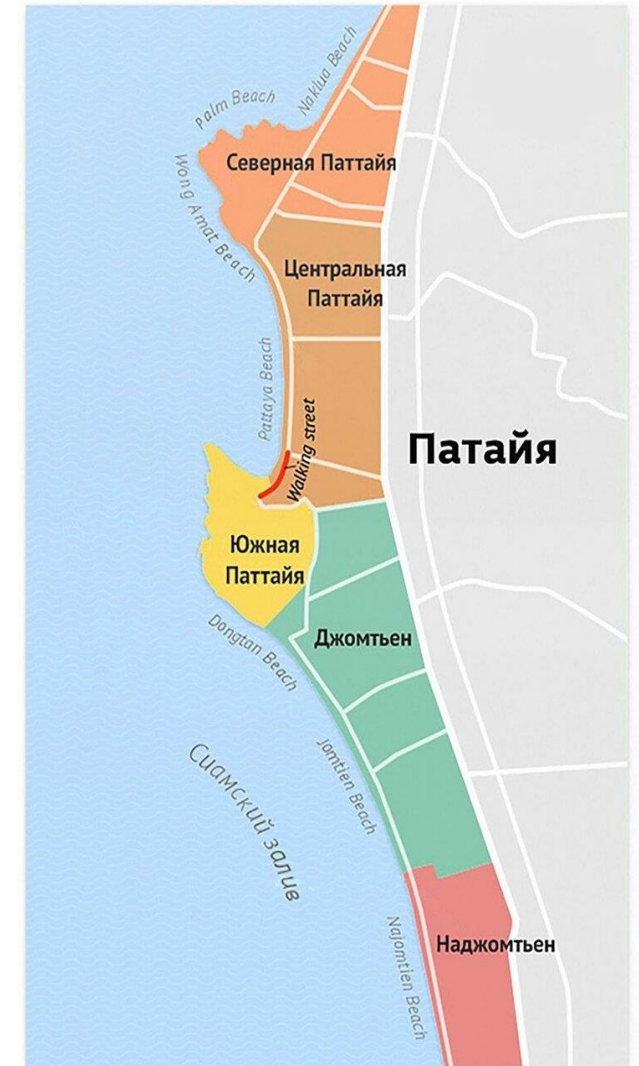 Naklua Beach
Palm Beach
Северная Паттайя
Wong Amat Beach
Центральная
Паттайя
Pattaya Beach
Walking street
Патайя
Южная
Паттайя
Джомтьен
Dongtan Beach
Jomtien Beach
Сиамский залив
Наджомтьен
Najomtien Beach